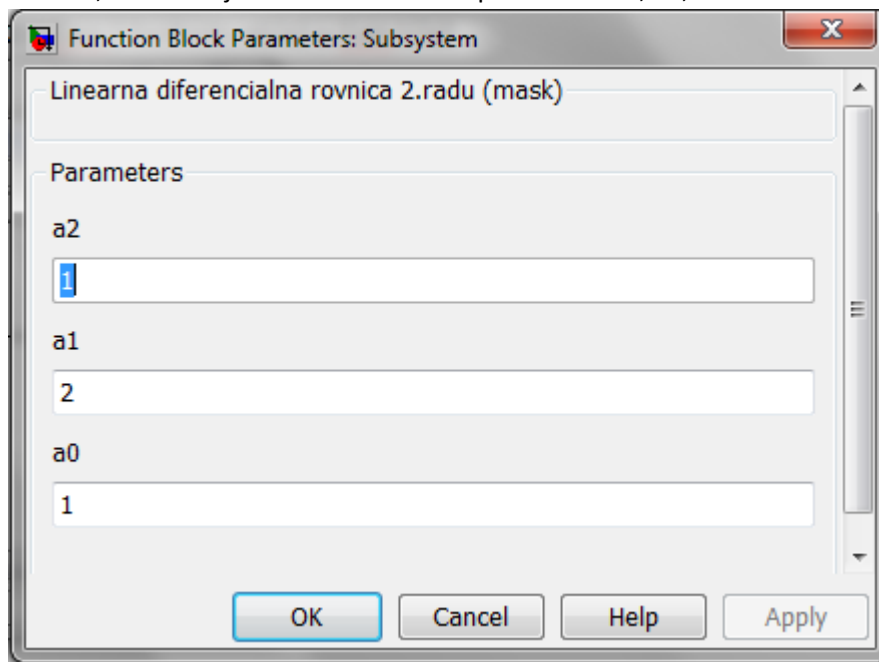 Function Block Parameters: Subsystem
Linearna diferencialna rovnica 2.radu (mask)
Parameters
a2
1
a1
2
a0
1
OK Cancel Help Apply